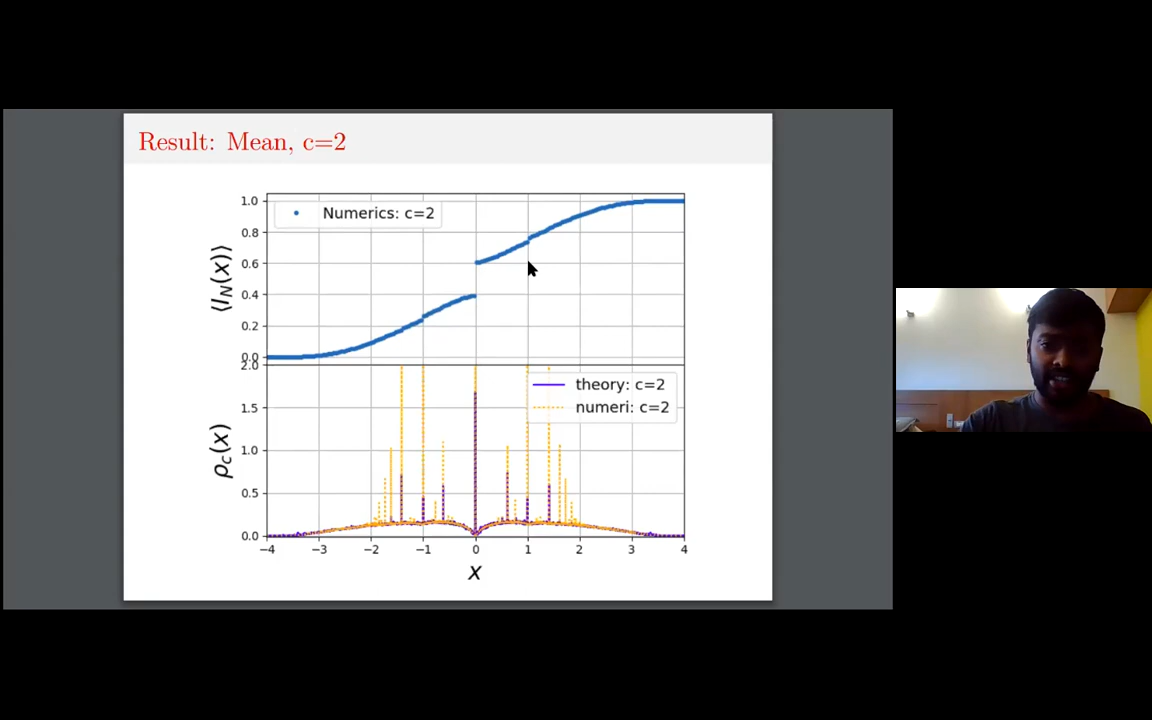 Result: Mean, c=2
1.0
Numerics: c=2
0.8
0.6
0.4
0.2
0.0
⟨I_N(x)⟩
2.0
theory: c=2
numeri: c=2
1.5
1.0
0.5
0.0
ρ_c(x)
−4 −3 −2 −1 0 1 2 3 4
x